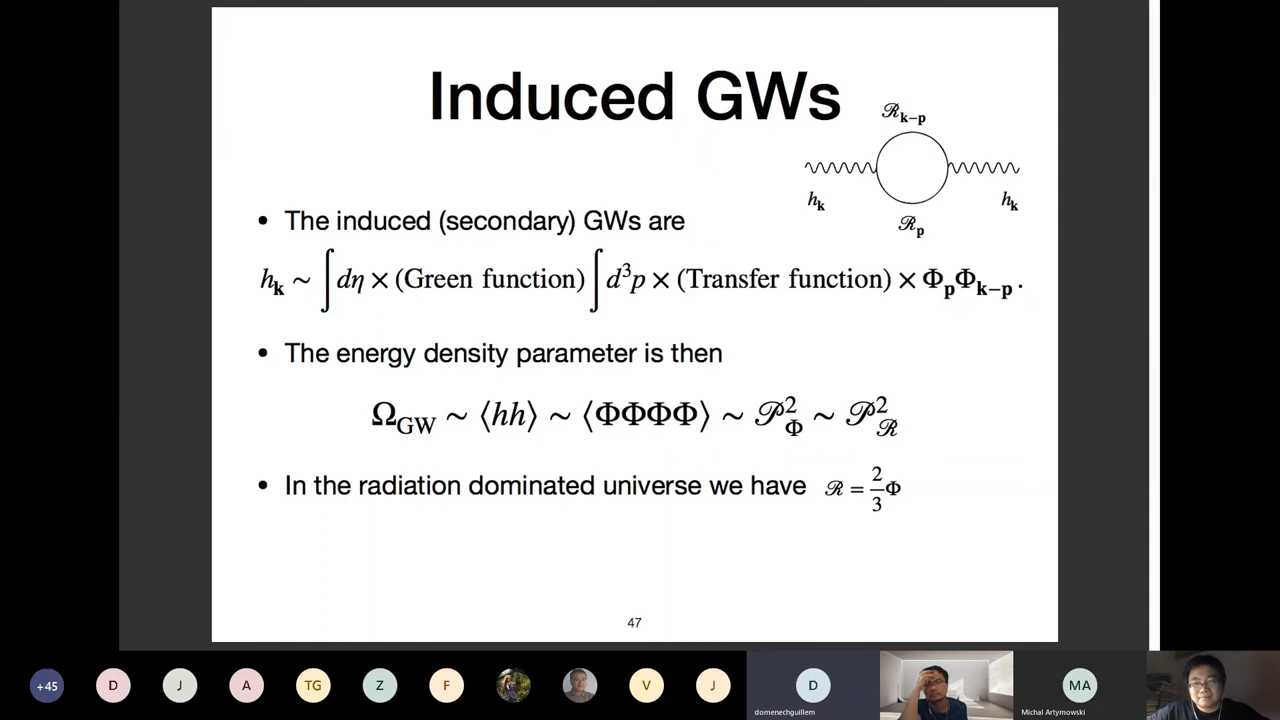 Induced GWs
ℛ_{k−p}
h_k
h_k
ℛ_p
• The induced (secondary) GWs are
h_k ∼ ∫ dη × (Green function) ∫ d³p × (Transfer function) × Φ_pΦ_{k−p} .
• The energy density parameter is then
Ω_GW ∼ ⟨hh⟩ ∼ ⟨ΦΦΦΦ⟩ ∼ 𝒫²_Φ ∼ 𝒫²_ℛ
• In the radiation dominated universe we have ℛ = 2/3 Φ
47
+45 D J A TG Z F V J D MA
domenechguillem
Michal Artymowski